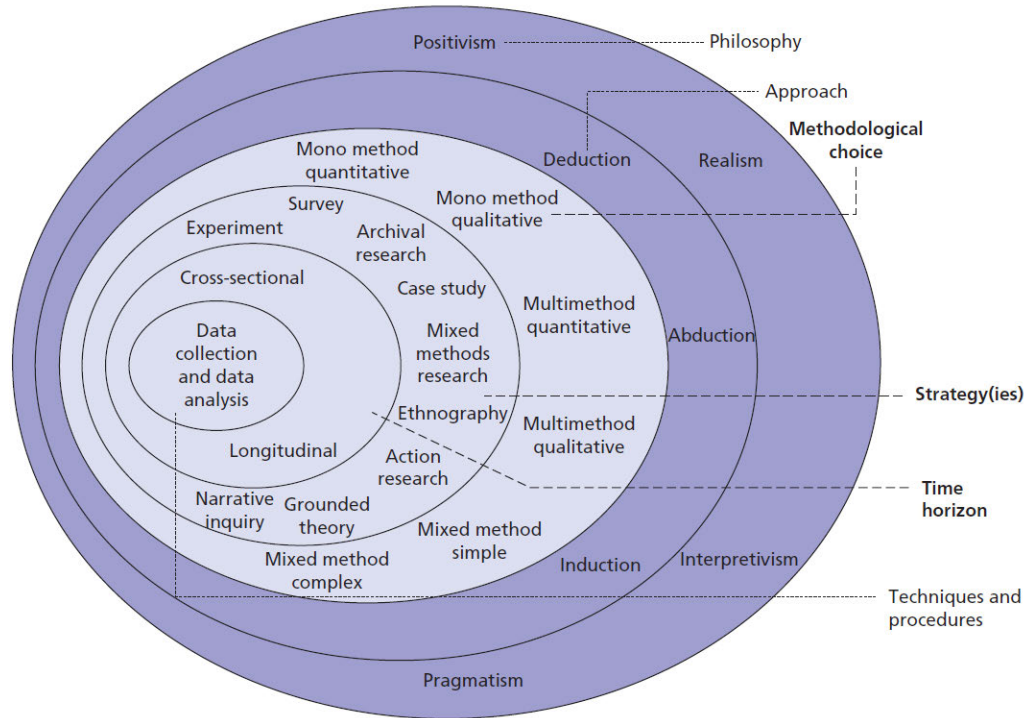 Positivism
Philosophy
Approach
Methodological
choice
Deduction
Realism
Mono method
quantitative
Mono method
qualitative
Survey
Experiment
Archival
research
Cross-sectional
Case study
Multimethod
quantitative
Data
collection
and data
analysis
Mixed
methods
research
Abduction
Strategy(ies)
Ethnography
Multimethod
qualitative
Longitudinal
Action
research
Time
horizon
Narrative
inquiry
Grounded
theory
Mixed method
simple
Mixed method
complex
Induction
Interpretivism
Techniques and
procedures
Pragmatism